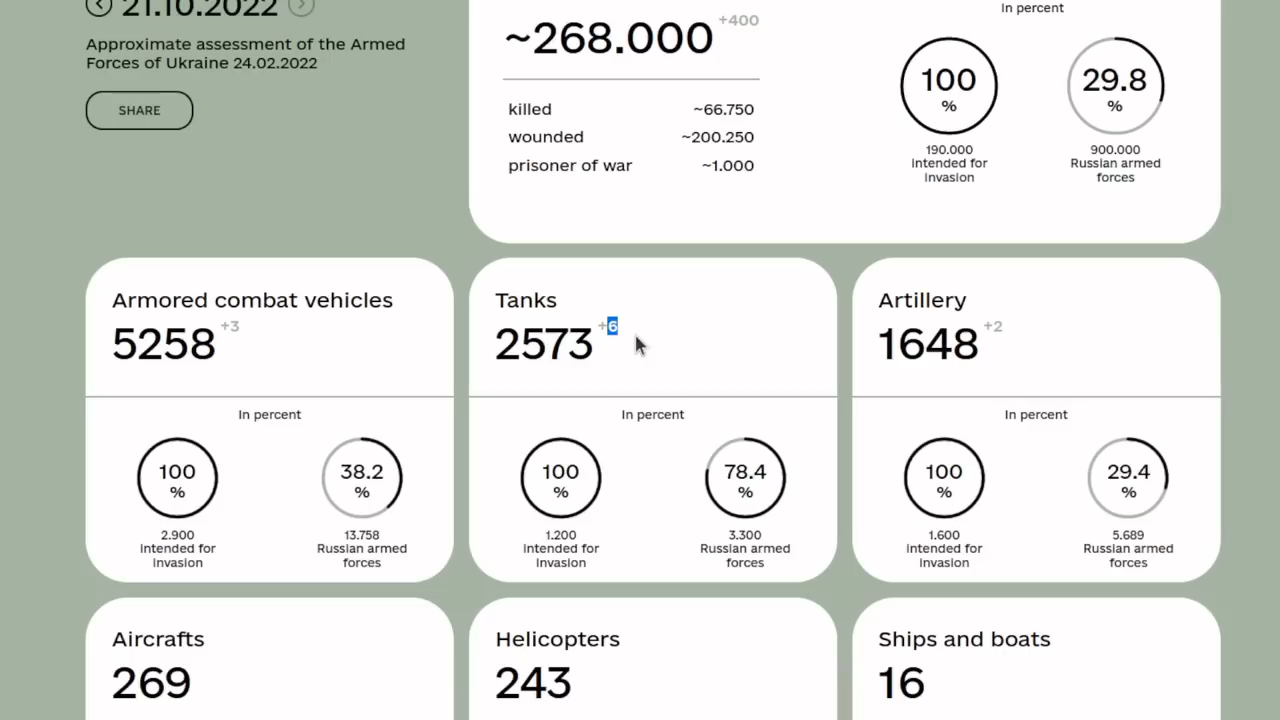 21.10.2022
Approximate assessment of the Armed
Forces of Ukraine 24.02.2022
SHARE
~268.000 +400
killed ~66.750
wounded ~200.250
prisoner of war ~1.000
In percent
100 %
190.000
Intended for
invasion
29.8 %
900.000
Russian armed
forces
Armored combat vehicles
5258 +3
In percent
100 %
2.900
Intended for
invasion
38.2 %
13.758
Russian armed
forces
Tanks
2573 +6
In percent
100 %
1.200
Intended for
invasion
78.4 %
3.300
Russian armed
forces
Artillery
1648 +2
In percent
100 %
1.600
Intended for
invasion
29.4 %
5.689
Russian armed
forces
Aircrafts
269
Helicopters
243
Ships and boats
16